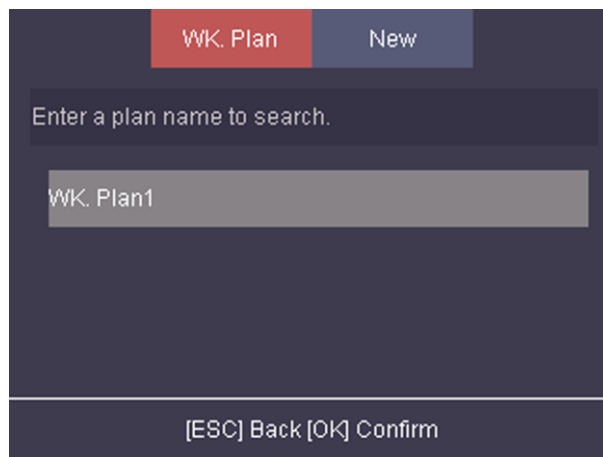 WK. Plan New
Enter a plan name to search.
WK. Plan1
[ESC] Back [OK] Confirm